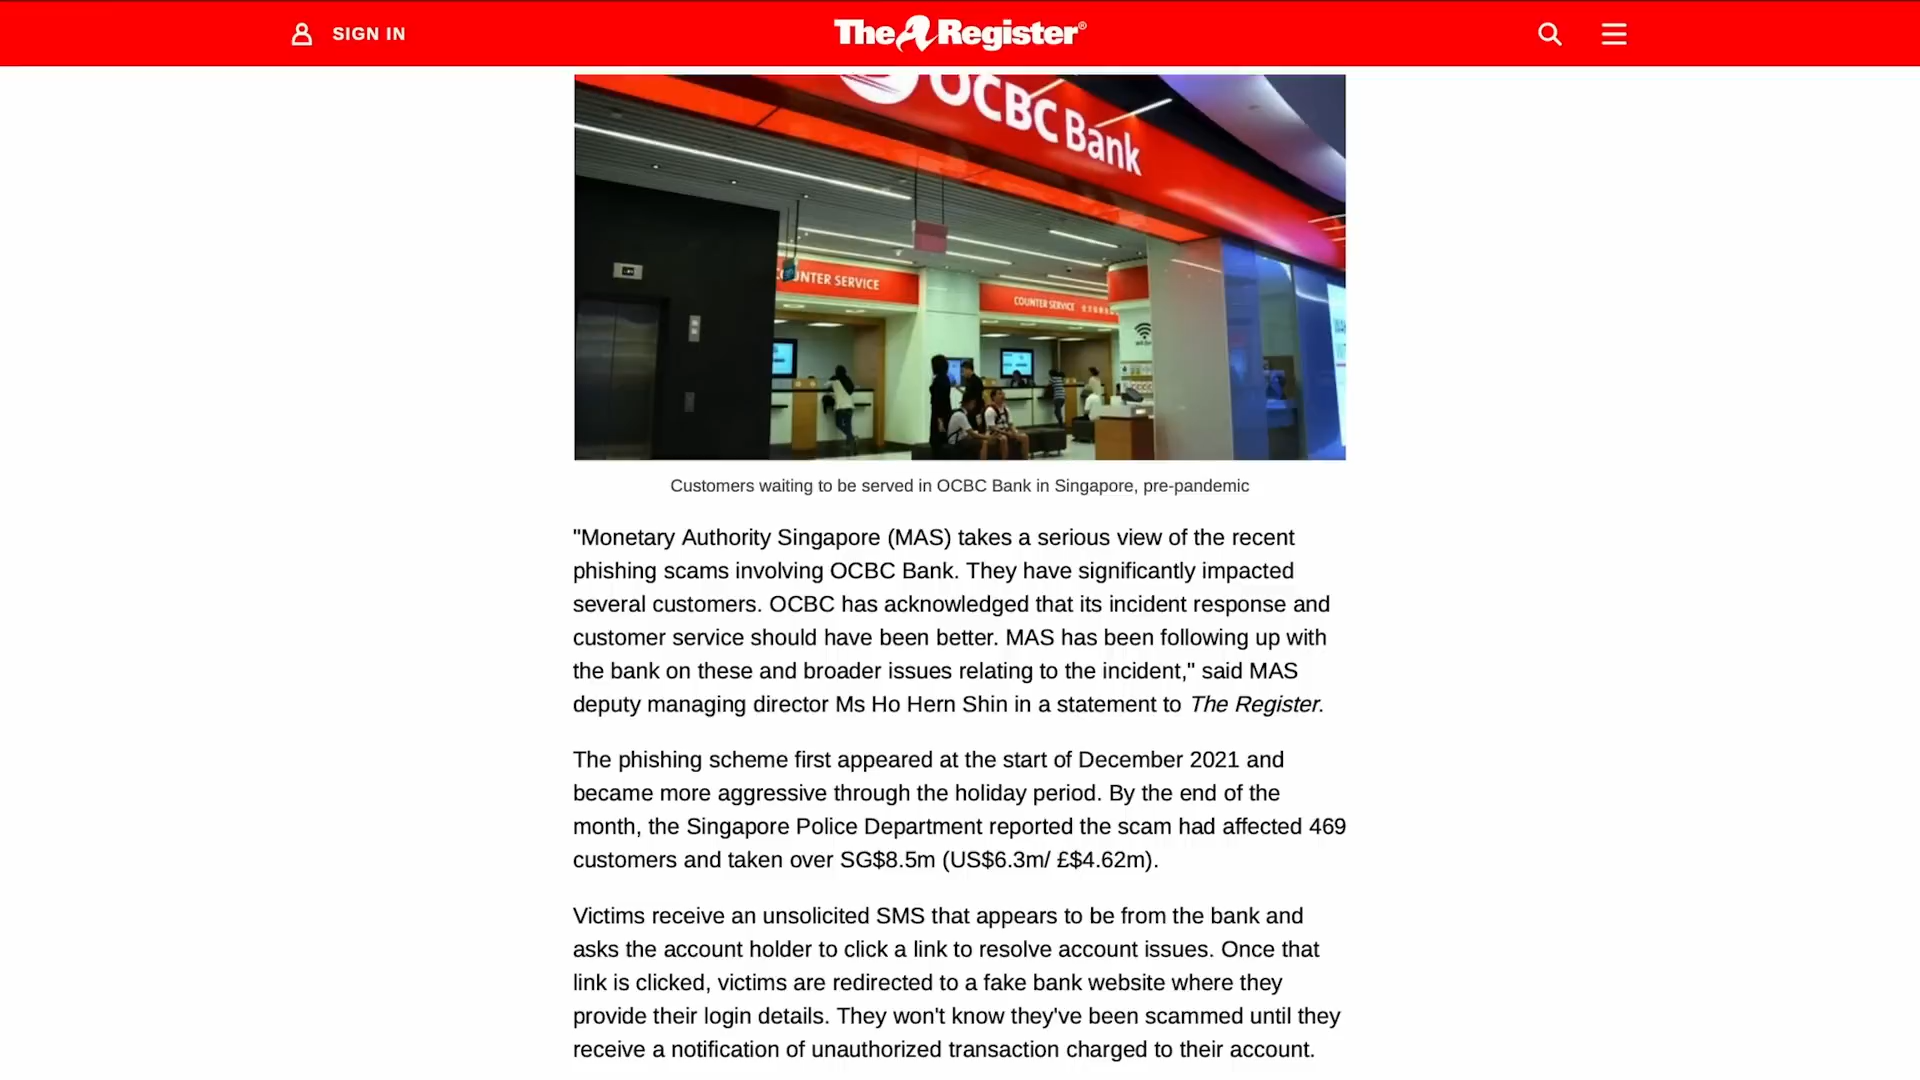 SIGN IN
The Register®
OCBC Bank
COUNTER SERVICE
COUNTER SERVICE
Customers waiting to be served in OCBC Bank in Singapore, pre-pandemic
"Monetary Authority Singapore (MAS) takes a serious view of the recent
phishing scams involving OCBC Bank. They have significantly impacted
several customers. OCBC has acknowledged that its incident response and
customer service should have been better. MAS has been following up with
the bank on these and broader issues relating to the incident," said MAS
deputy managing director Ms Ho Hern Shin in a statement to The Register.
The phishing scheme first appeared at the start of December 2021 and
became more aggressive through the holiday period. By the end of the
month, the Singapore Police Department reported the scam had affected 469
customers and taken over SG$8.5m (US$6.3m/ £$4.62m).
Victims receive an unsolicited SMS that appears to be from the bank and
asks the account holder to click a link to resolve account issues. Once that
link is clicked, victims are redirected to a fake bank website where they
provide their login details. They won't know they've been scammed until they
receive a notification of unauthorized transaction charged to their account.